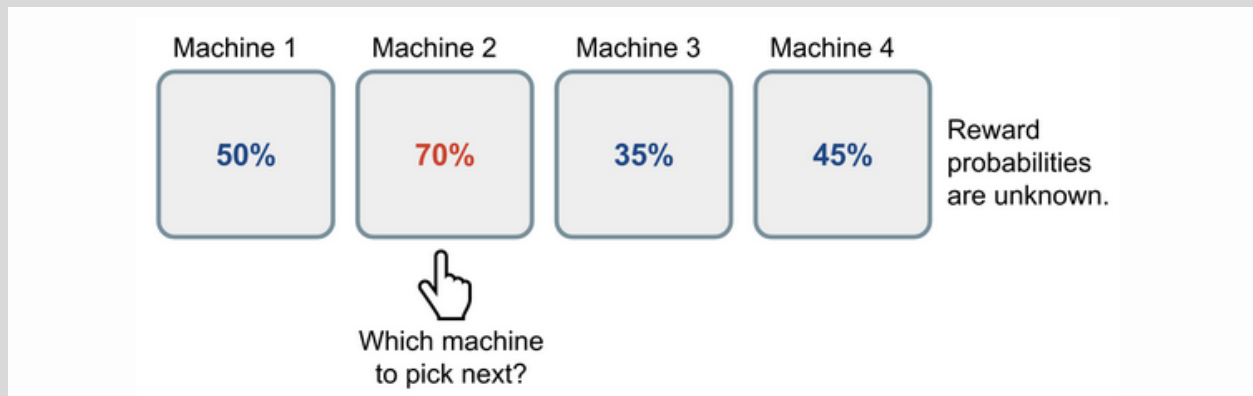 Machine 1
Machine 2
Machine 3
Machine 4
50%
70%
35%
45%
Reward
probabilities
are unknown.
Which machine
to pick next?